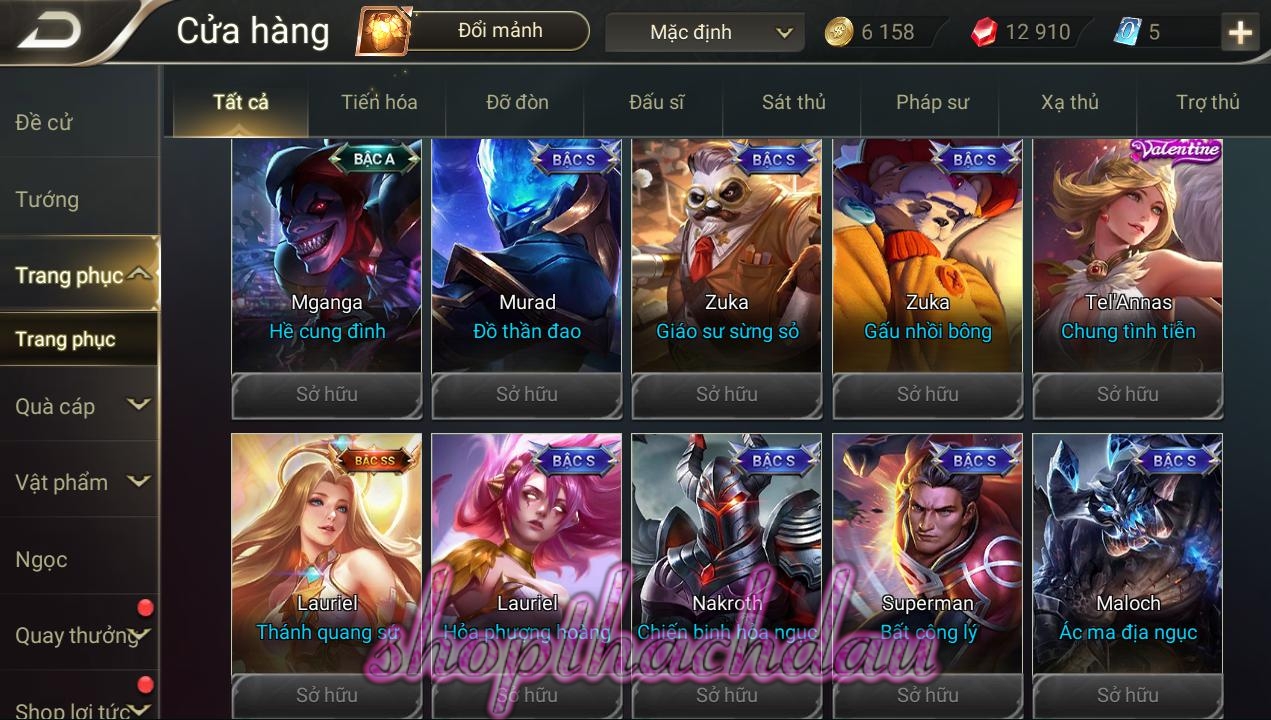 Cửa hàng
Đổi mảnh
Mặc định
6 158
12 910
5
Đề cử
Tướng
Trang phục
Trang phục
Quà cáp
Vật phẩm
Ngọc
Quay thưởng
Shop lợi tức
Tất cả
Tiến hóa
Đỡ đòn
Đấu sĩ
Sát thủ
Pháp sư
Xạ thủ
Trợ thủ
BẬC A
Mganga
Hề cung đình
Sở hữu
BẬC S
Murad
Đồ thần đao
Sở hữu
BẬC S
Zuka
Giáo sư sừng sỏ
Sở hữu
BẬC S
Zuka
Gấu nhồi bông
Sở hữu
Valentine
Tel'Annas
Chung tình tiễn
Sở hữu
BẬC SS
Lauriel
Thánh quang sứ
Sở hữu
BẬC S
Lauriel
Hỏa phượng hoàng
Sở hữu
BẬC S
Nakroth
Chiến binh hỏa ngục
Sở hữu
BẬC S
Superman
Bất công lý
Sở hữu
BẬC S
Maloch
Ác ma địa ngục
Sở hữu
shopthachdau